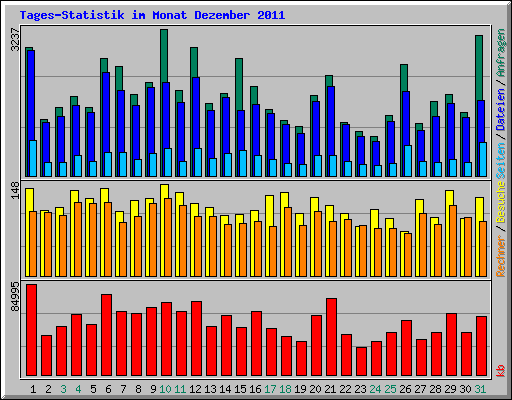 Tages-Statistik im Monat Dezember 2011
3237
148
84995
Rechner / Besuche Seiten / Dateien / Anfragen
kb
1 2 3 4 5 6 7 8 9 10 11 12 13 14 15 16 17 18 19 20 21 22 23 24 25 26 27 28 29 30 31